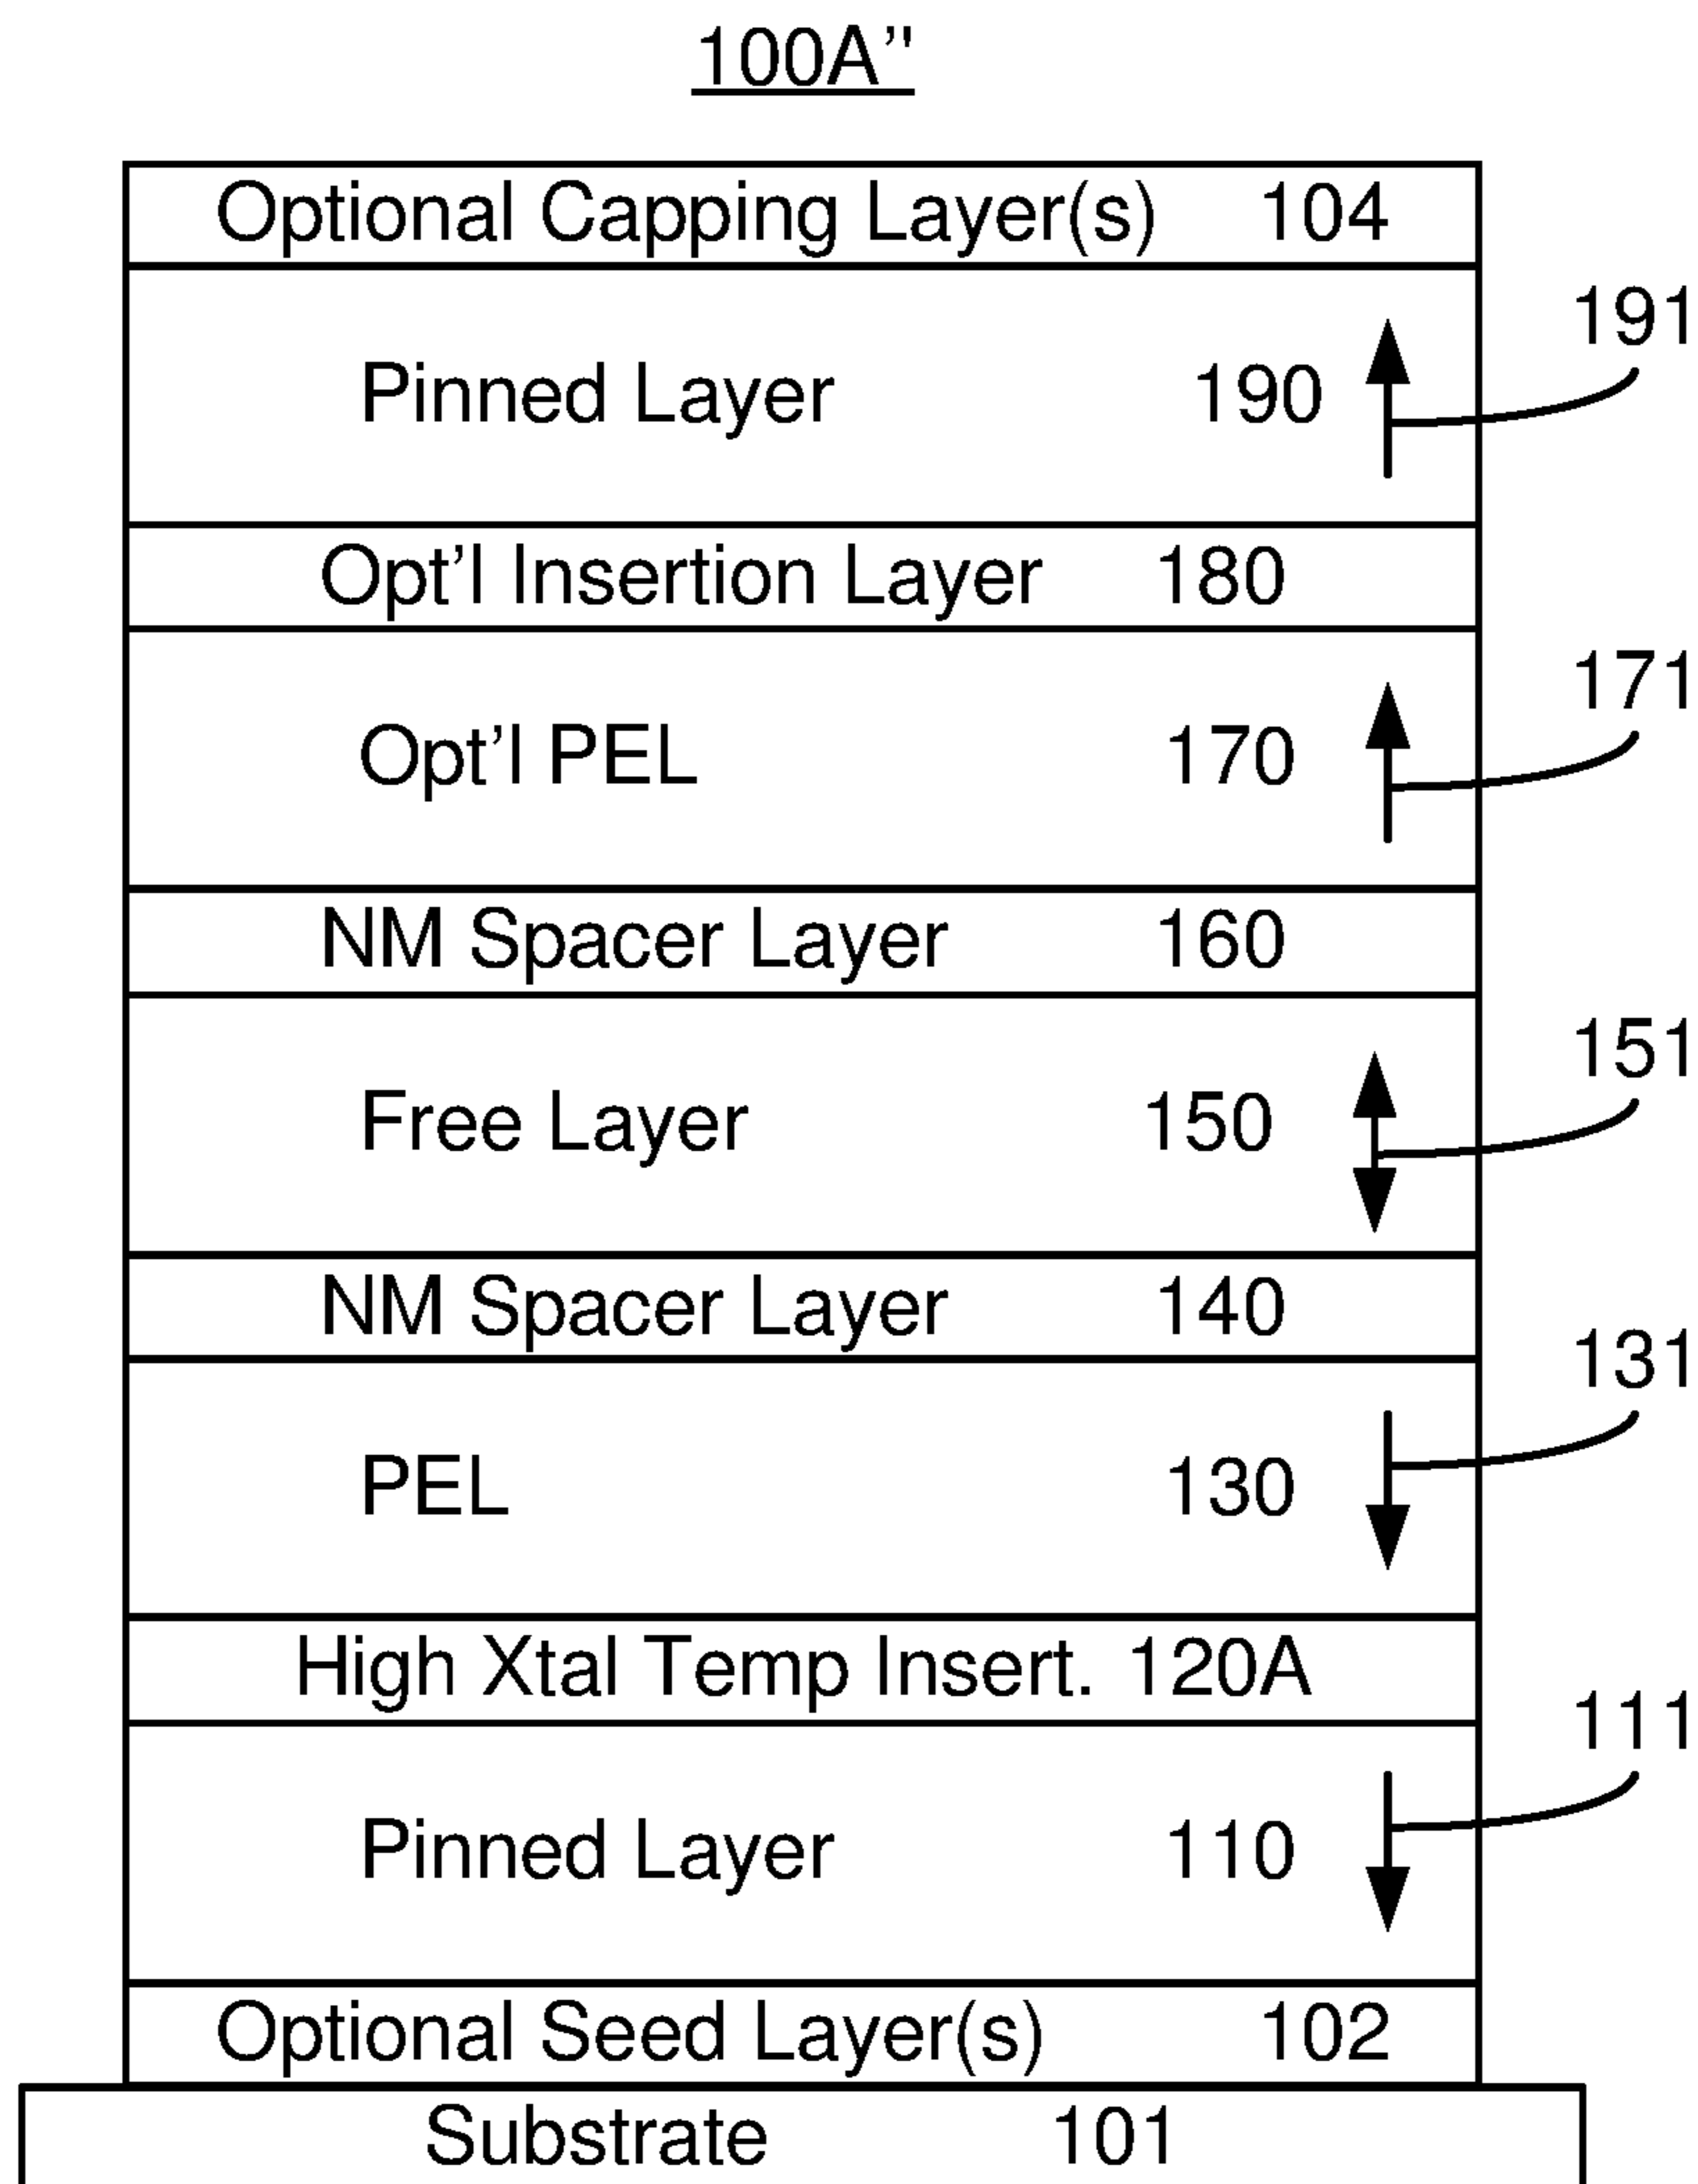 100A"
Optional Capping Layer(s) 104
191
Pinned Layer 190
Opt'l Insertion Layer 180
171
Opt'l PEL 170
NM Spacer Layer 160
151
Free Layer 150
NM Spacer Layer 140
131
PEL 130
High Xtal Temp Insert. 120A
111
Pinned Layer 110
Optional Seed Layer(s) 102
Substrate 101